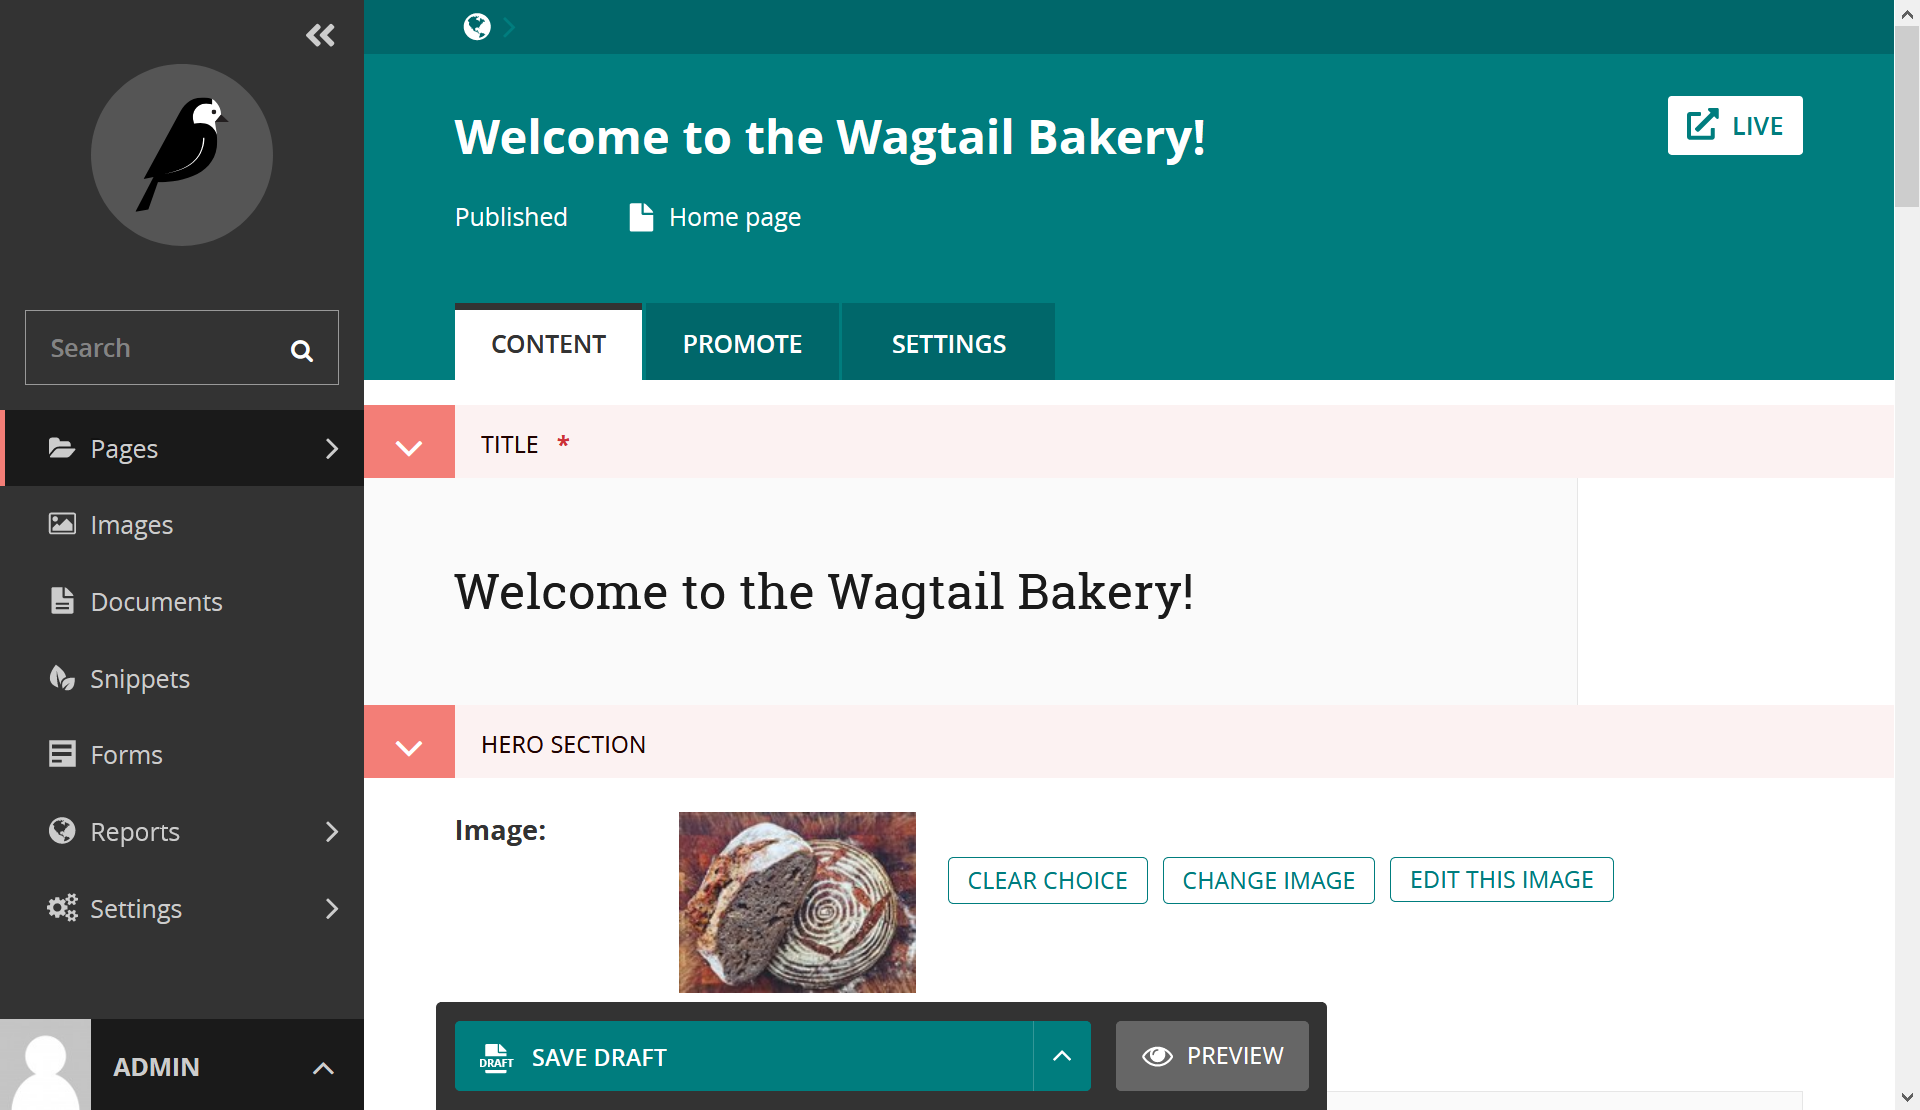 Welcome to the Wagtail Bakery!
LIVE
Published
Home page
Search
CONTENT
PROMOTE
SETTINGS
Pages
Images
Documents
Snippets
Forms
Reports
Settings
ADMIN
TITLE *
Welcome to the Wagtail Bakery!
HERO SECTION
Image:
CLEAR CHOICE
CHANGE IMAGE
EDIT THIS IMAGE
DRAFT
SAVE DRAFT
PREVIEW